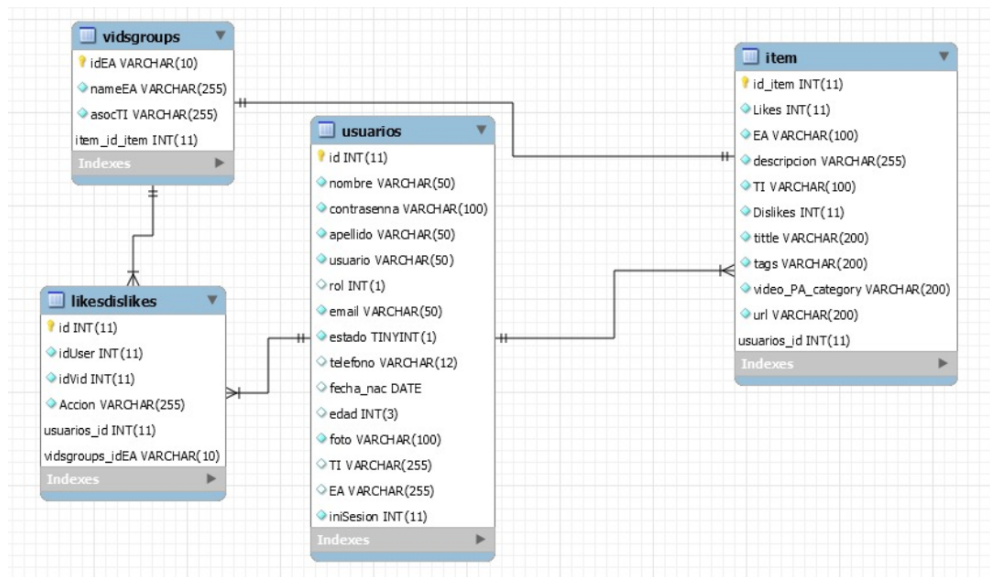 vidsgroups
idEA VARCHAR(10)
nameEA VARCHAR(255)
asocTI VARCHAR(255)
item_id_item INT(11)
Indexes
usuarios
id INT(11)
nombre VARCHAR(50)
contrasenna VARCHAR(100)
apellido VARCHAR(50)
usuario VARCHAR(50)
rol INT(1)
email VARCHAR(50)
estado TINYINT(1)
telefono VARCHAR(12)
fecha_nac DATE
edad INT(3)
foto VARCHAR(100)
TI VARCHAR(255)
EA VARCHAR(255)
iniSesion INT(11)
Indexes
item
id_item INT(11)
Likes INT(11)
EA VARCHAR(100)
descripcion VARCHAR(255)
TI VARCHAR(100)
Dislikes INT(11)
tittle VARCHAR(200)
tags VARCHAR(200)
video_PA_category VARCHAR(200)
url VARCHAR(200)
usuarios_id INT(11)
Indexes
likesdislikes
id INT(11)
idUser INT(11)
idVid INT(11)
Accion VARCHAR(255)
usuarios_id INT(11)
vidsgroups_idEA VARCHAR(10)
Indexes